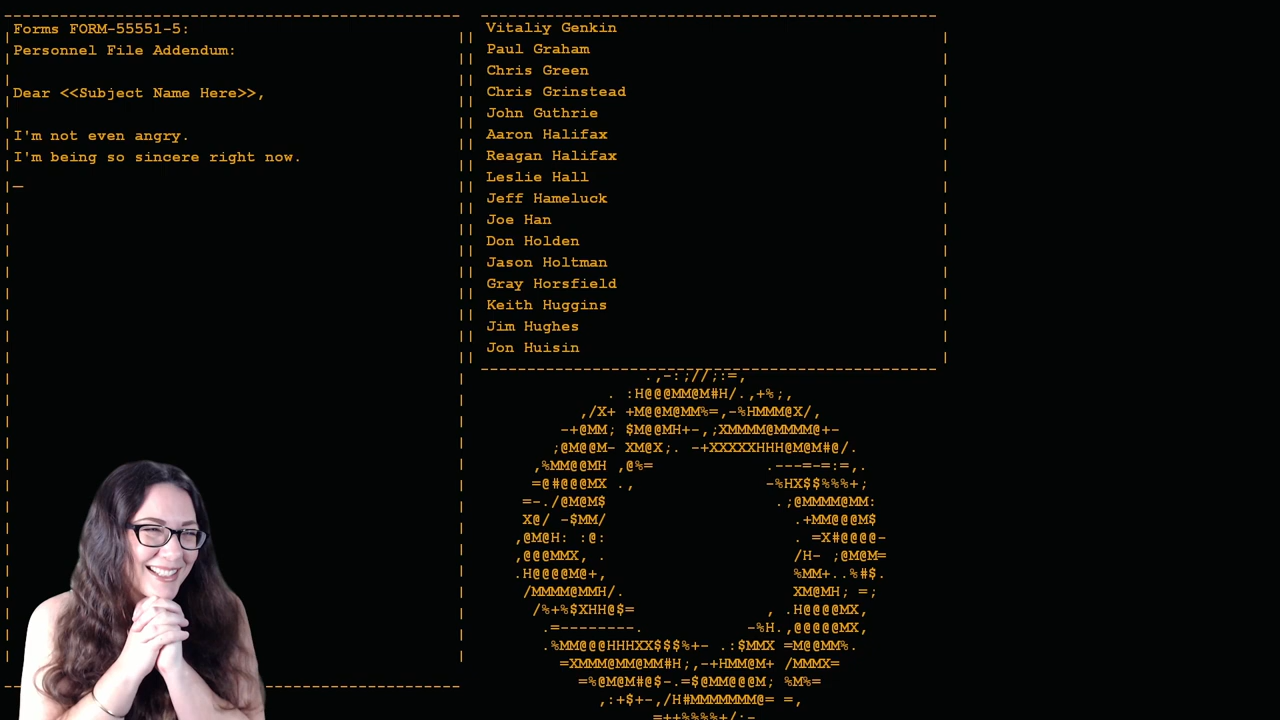 Forms FORM-55551-5:
Personnel File Addendum:
Dear <<Subject Name Here>>,
I'm not even angry.
I'm being so sincere right now.
Vitaliy Genkin
Paul Graham
Chris Green
Chris Grinstead
John Guthrie
Aaron Halifax
Reagan Halifax
Leslie Hall
Jeff Hameluck
Joe Han
Don Holden
Jason Holtman
Gray Horsfield
Keith Huggins
Jim Hughes
Jon Huisin